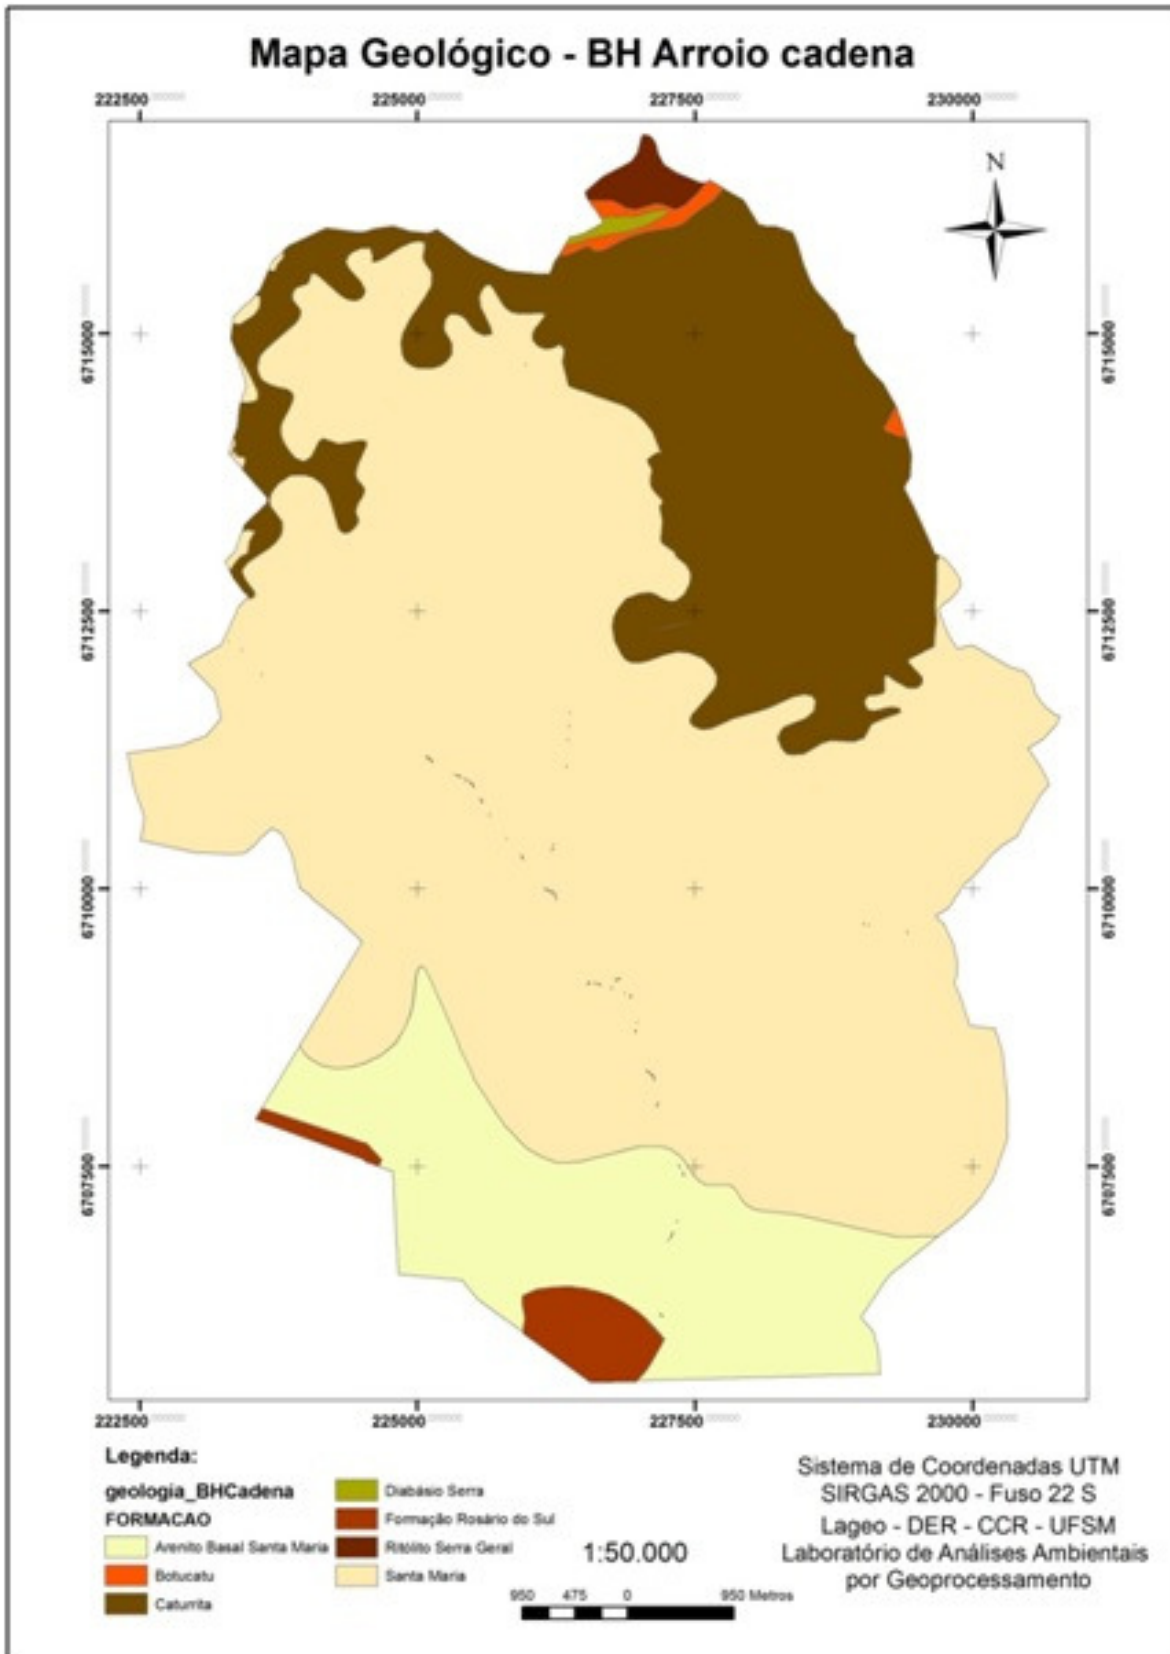 Mapa Geológico - BH Arroio cadena
222500
225000
227500
230000
N
6715000
6715000
6712500
6712500
6710000
6710000
6707500
6707500
222500
225000
227500
230000
Legenda:
geologia_BHCadena
FORMACAO
Arenito Basal Santa Maria
Botucatu
Caturrita
Diabásio Serra
Formação Rosário do Sul
Ritólito Serra Geral
Santa Maria
1:50.000
950 475 0 950 Metros
Sistema de Coordenadas UTM
SIRGAS 2000 - Fuso 22 S
Lageo - DER - CCR - UFSM
Laboratório de Análises Ambientais
por Geoprocessamento